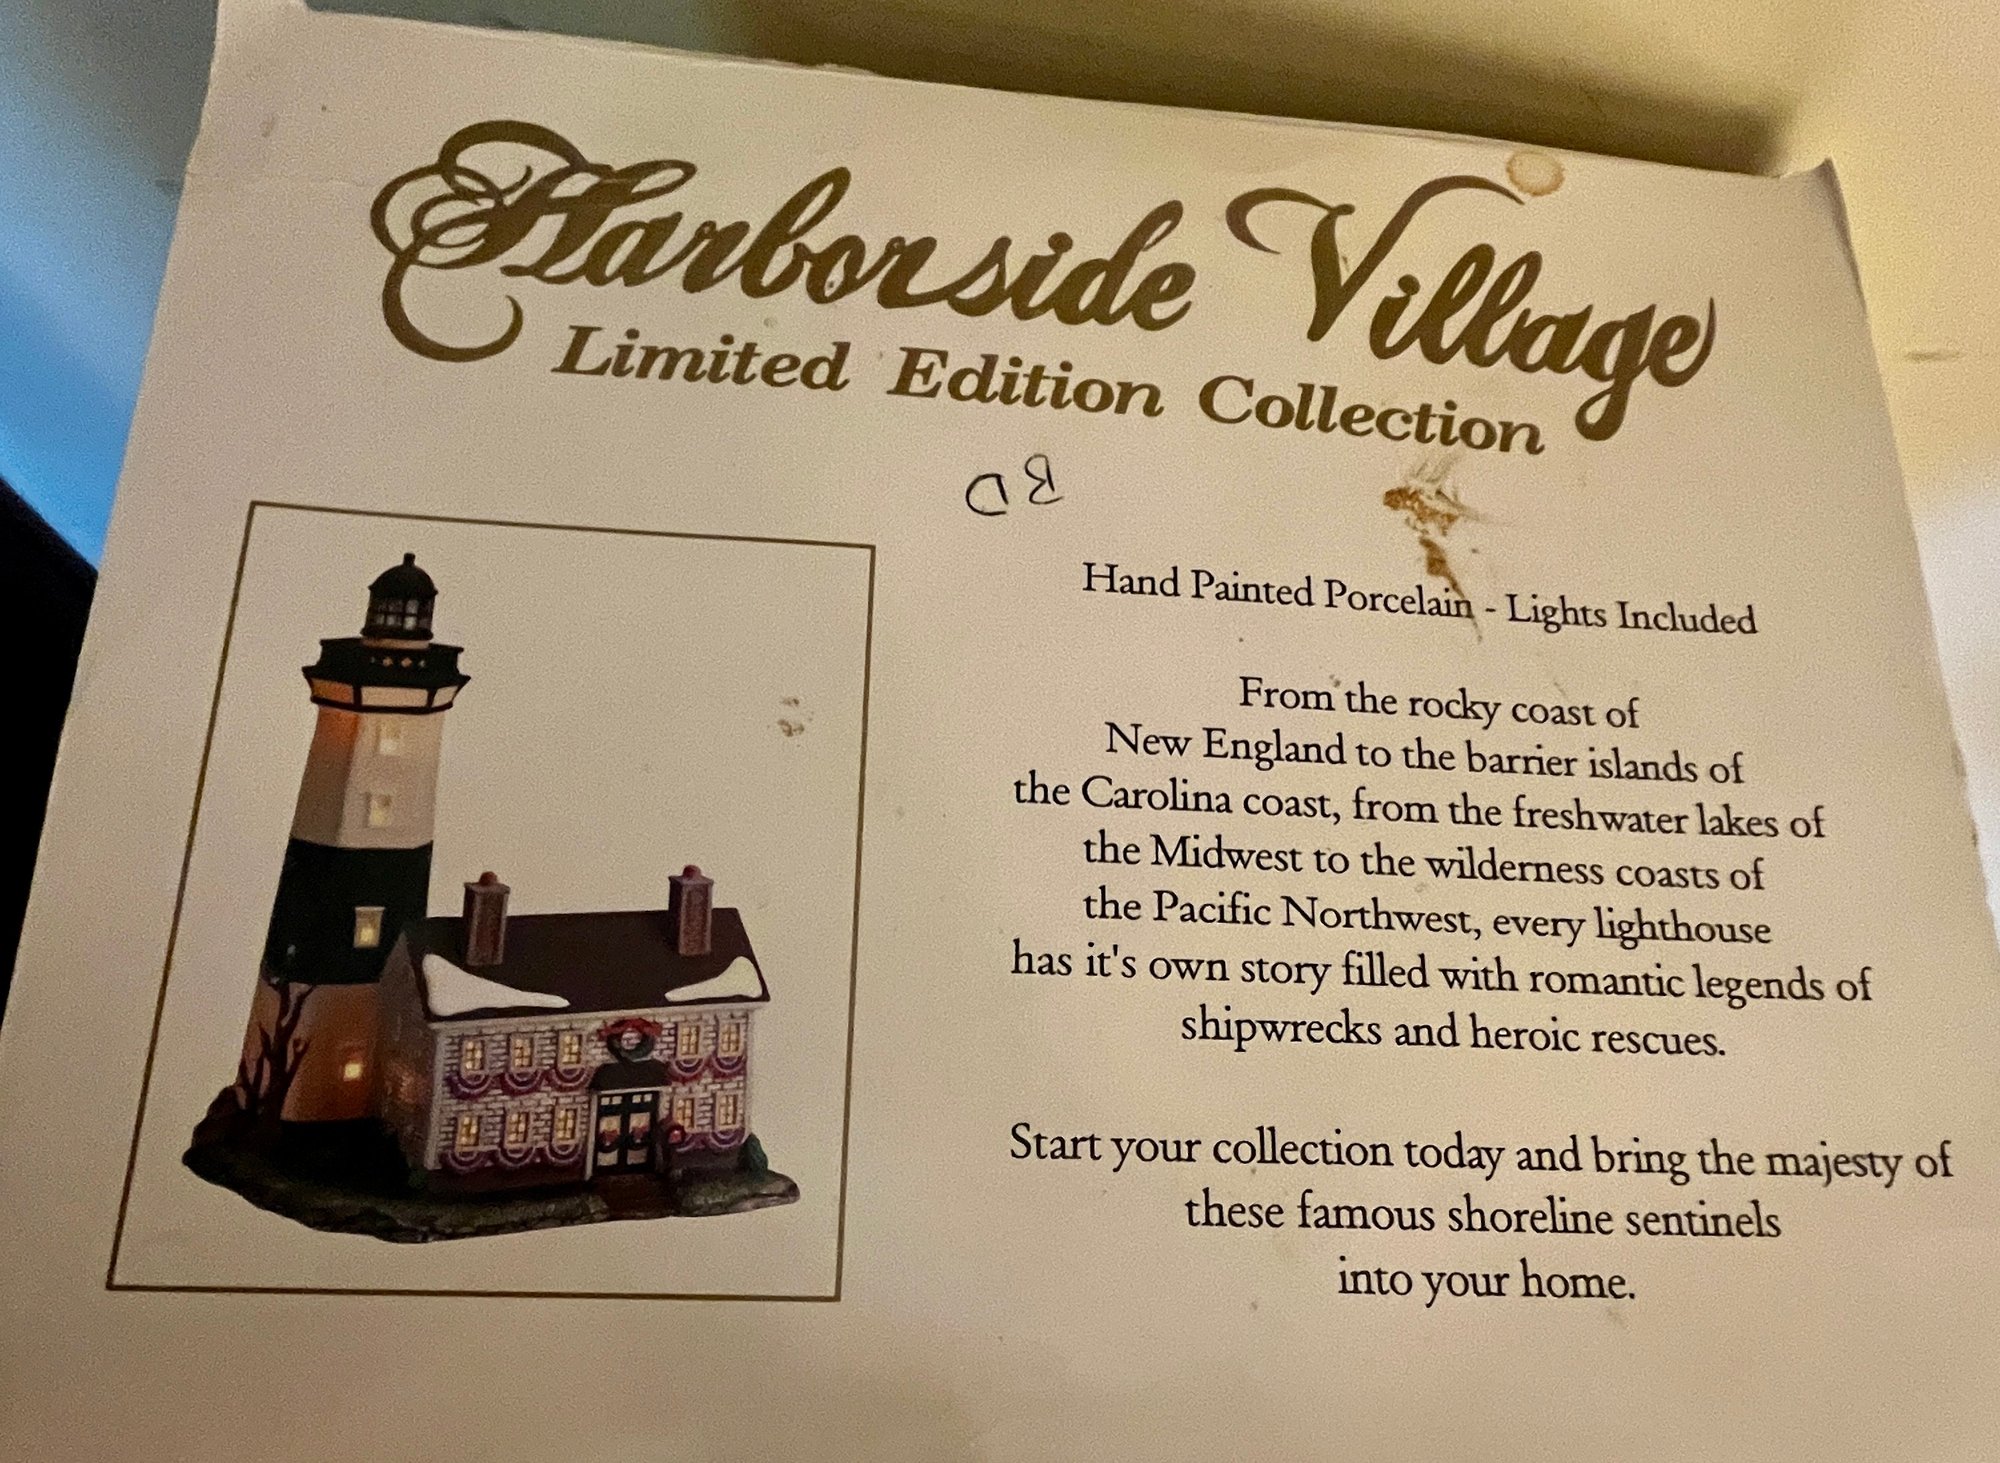 Harborside Village
Limited Edition Collection
BD
Hand Painted Porcelain - Lights Included
From the rocky coast of
New England to the barrier islands of
the Carolina coast, from the freshwater lakes of
the Midwest to the wilderness coasts of
the Pacific Northwest, every lighthouse
has it's own story filled with romantic legends of
shipwrecks and heroic rescues.
Start your collection today and bring the majesty of
these famous shoreline sentinels
into your home.